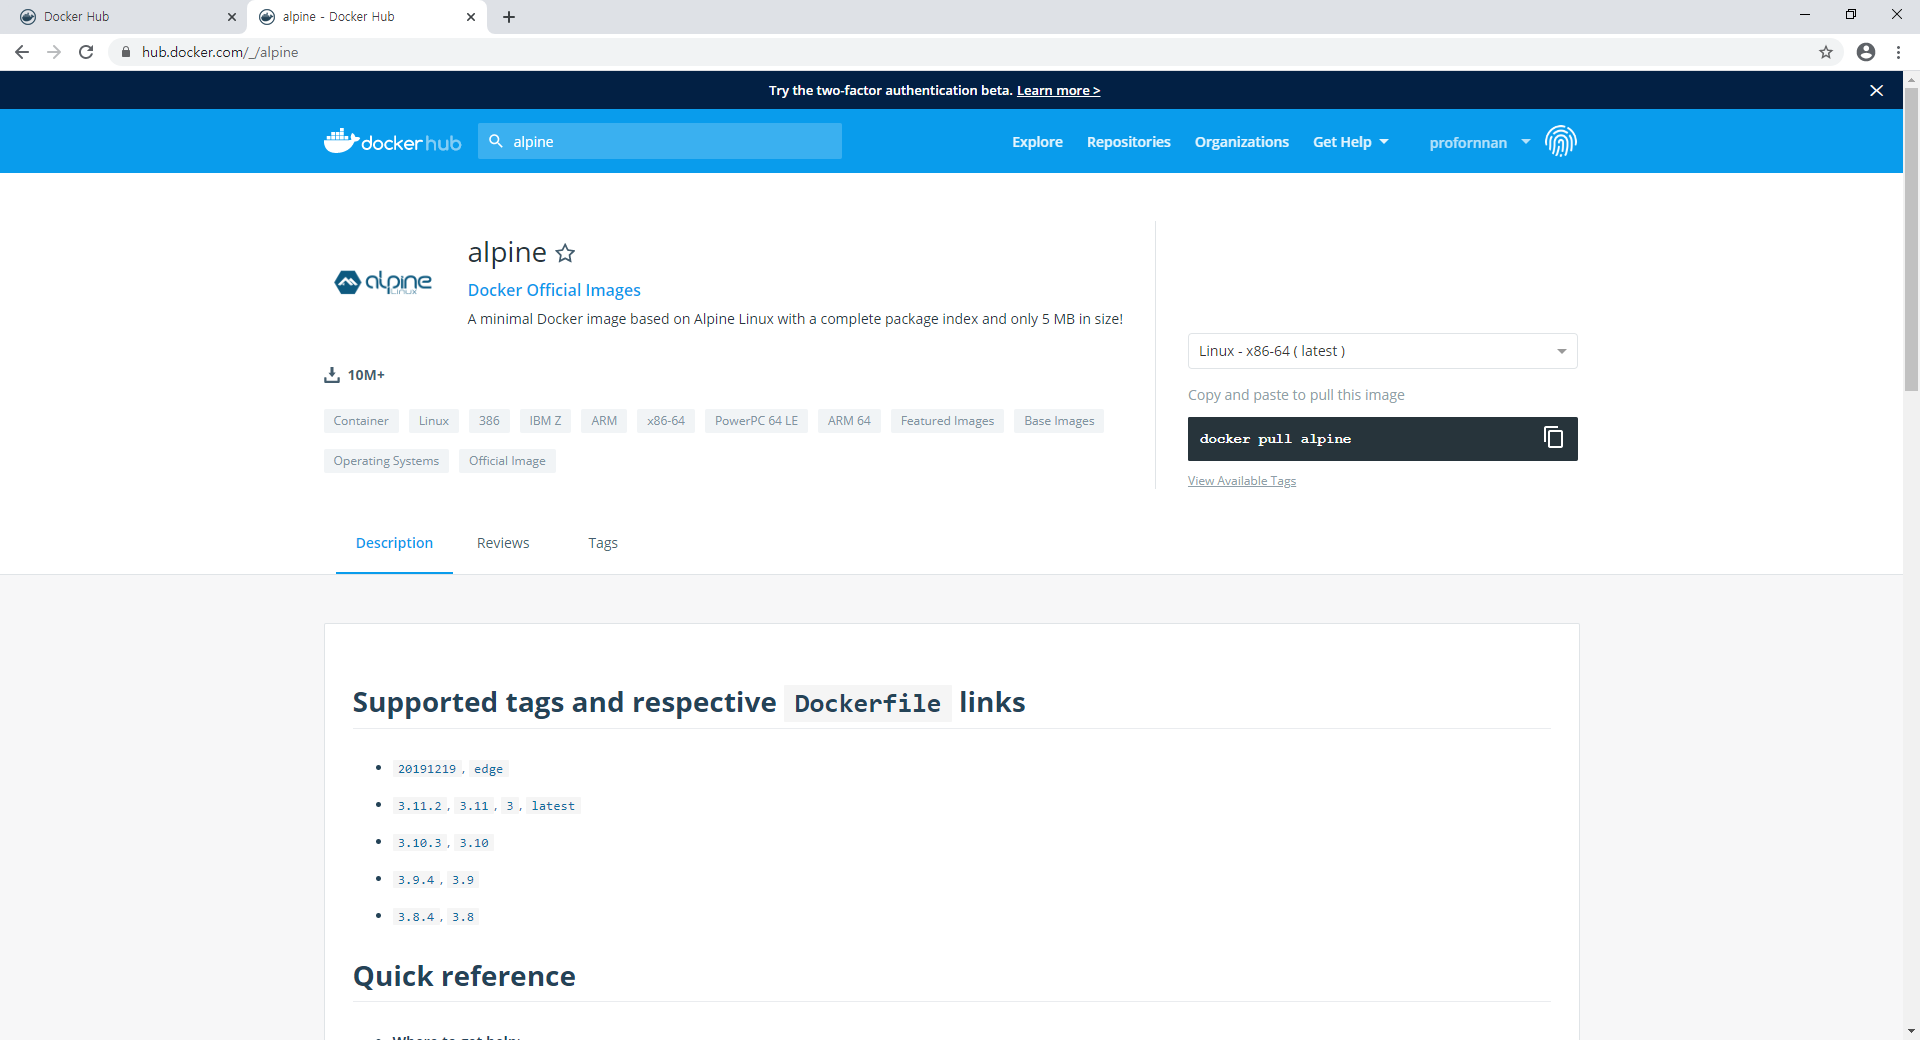 Docker Hub
alpine - Docker Hub
hub.docker.com/_/alpine
Try the two-factor authentication beta. Learn more >
docker hub
alpine
Explore
Repositories
Organizations
Get Help
profornnan
alpine
Linux
alpine
Docker Official Images
A minimal Docker image based on Alpine Linux with a complete package index and only 5 MB in size!
10M+
Container Linux 386 IBM Z ARM x86-64 PowerPC 64 LE ARM 64 Featured Images Base Images
Operating Systems Official Image
Linux - x86-64 ( latest )
Copy and paste to pull this image
docker pull alpine
View Available Tags
Description Reviews Tags
Supported tags and respective Dockerfile links
• 20191219, edge
• 3.11.2, 3.11, 3, latest
• 3.10.3, 3.10
• 3.9.4, 3.9
• 3.8.4, 3.8
Quick reference
• Where to get help: